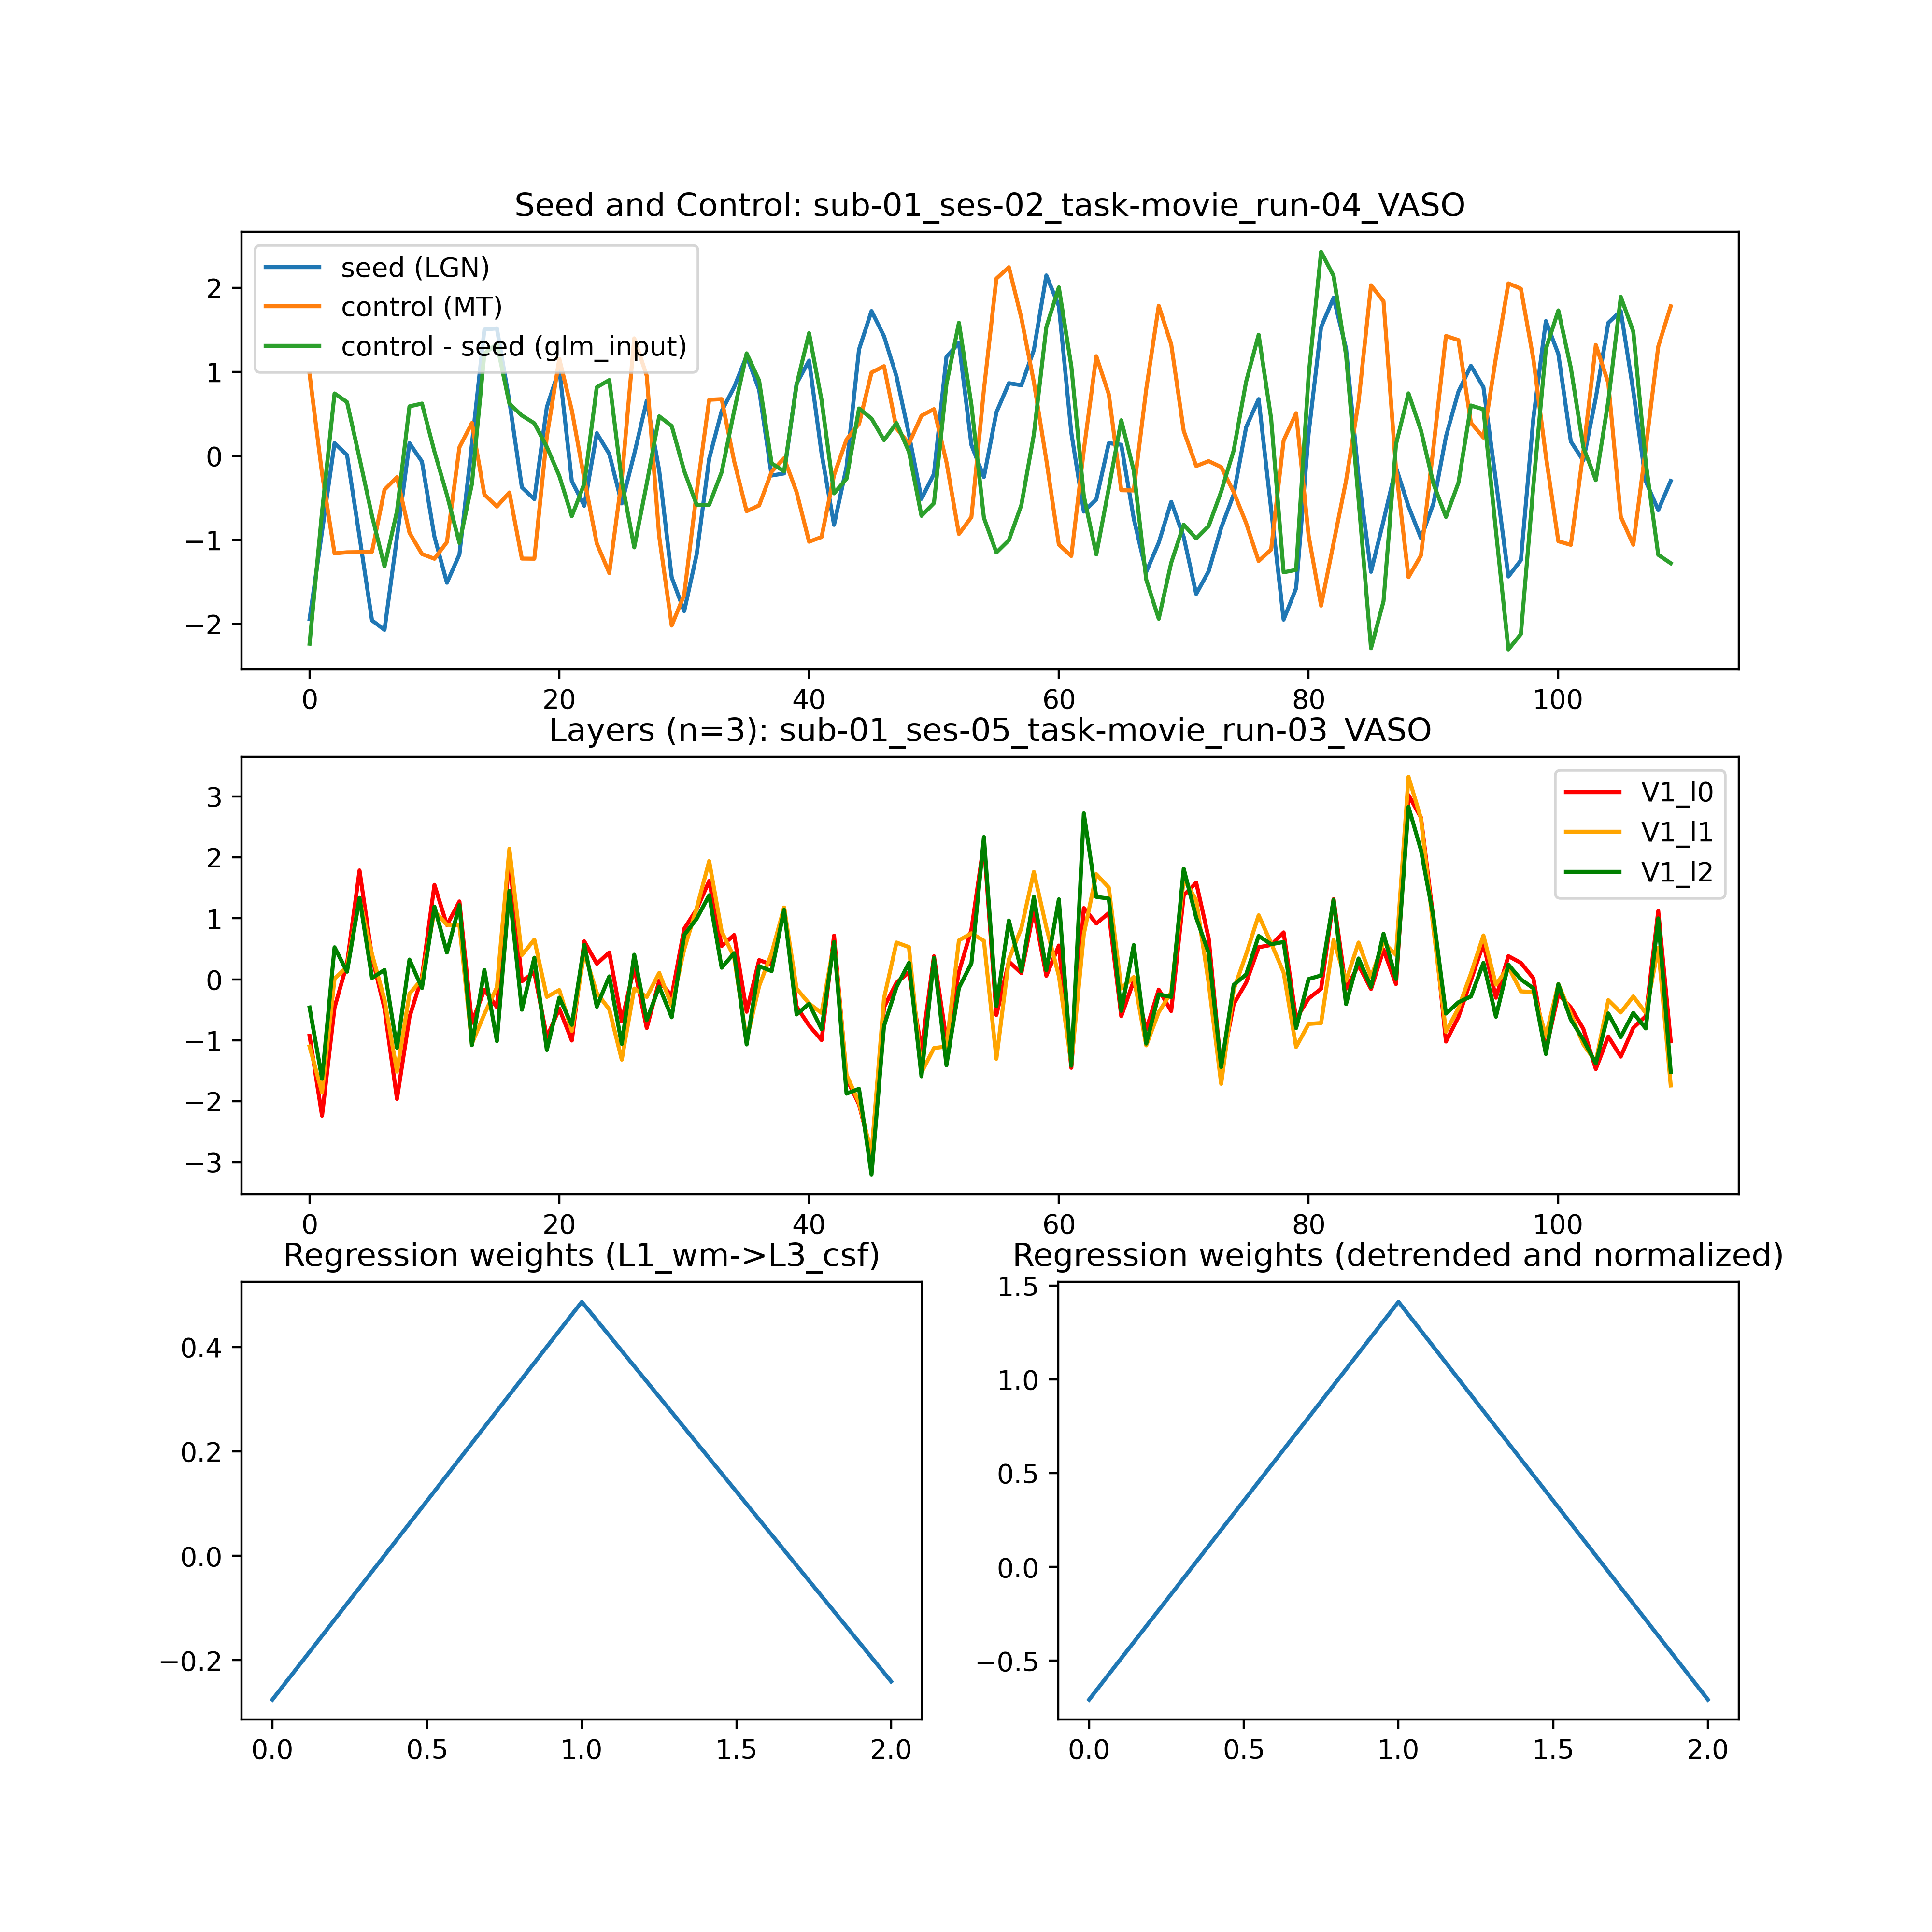 Seed and Control: sub-01_ses-02_task-movie_run-04_VASO
seed (LGN)
control (MT)
control - seed (glm_input)
2
1
0
−1
−2
0 20 40 60 80 100
Layers (n=3): sub-01_ses-05_task-movie_run-03_VASO
V1_l0
V1_l1
V1_l2
3
2
1
0
−1
−2
−3
0 20 40 60 80 100
Regression weights (L1_wm->L3_csf)
0.4
0.2
0.0
−0.2
0.0 0.5 1.0 1.5 2.0
Regression weights (detrended and normalized)
1.5
1.0
0.5
0.0
−0.5
0.0 0.5 1.0 1.5 2.0